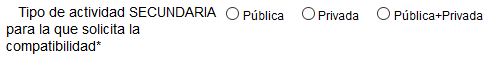 Tipo de actividad SECUNDARIA ○ Pública ○ Privada ○ Pública+Privada
para la que solicita la
compatibilidad*